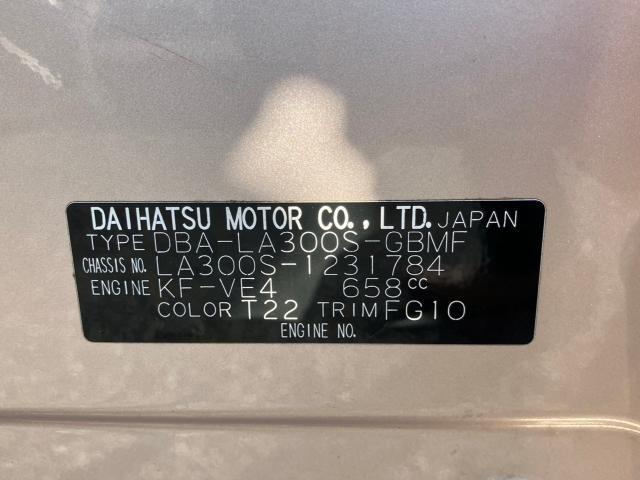 DAIHATSU MOTOR CO., LTD. JAPAN
TYPE DBA-LA300S-GBMF
CHASSIS NO. LA300S-1231784
ENGINE KF-VE4 658cc
COLOR T22 TRIM FG10
ENGINE NO.